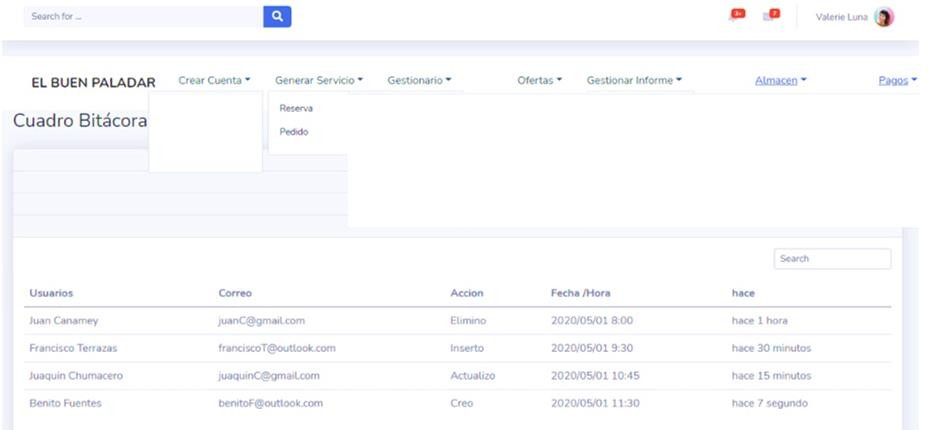 Search for ...
3+
7
Valerie Luna
EL BUEN PALADAR Crear Cuenta Generar Servicio Gestionario Ofertas Gestionar Informe Almacen Pagos
Reserva
Pedido
Cuadro Bitácora
Search
Usuarios Correo Accion Fecha /Hora hace
Juan Canamey juanC@gmail.com Elimino 2020/05/01 8:00 hace 1 hora
Francisco Terrazas franciscoT@outlook.com Inserto 2020/05/01 9:30 hace 30 minutos
Juaquin Chumacero juaquinC@gmail.com Actualizo 2020/05/01 10:45 hace 15 minutos
Benito Fuentes benitoF@outlook.com Creo 2020/05/01 11:30 hace 7 segundo